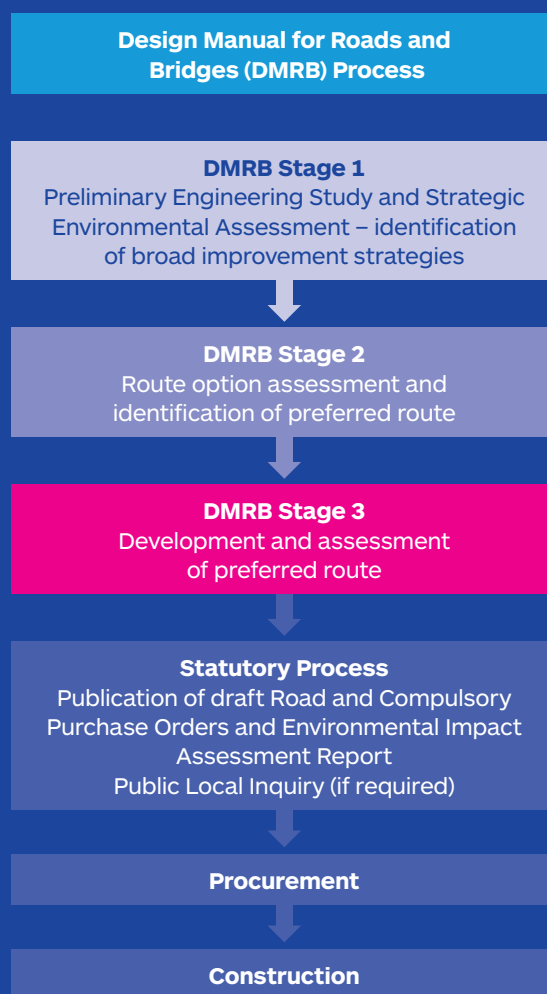 Design Manual for Roads and
Bridges (DMRB) Process
DMRB Stage 1
Preliminary Engineering Study and Strategic
Environmental Assessment – identification
of broad improvement strategies
DMRB Stage 2
Route option assessment and
identification of preferred route
DMRB Stage 3
Development and assessment
of preferred route
Statutory Process
Publication of draft Road and Compulsory
Purchase Orders and Environmental Impact
Assessment Report
Public Local Inquiry (if required)
Procurement
Construction